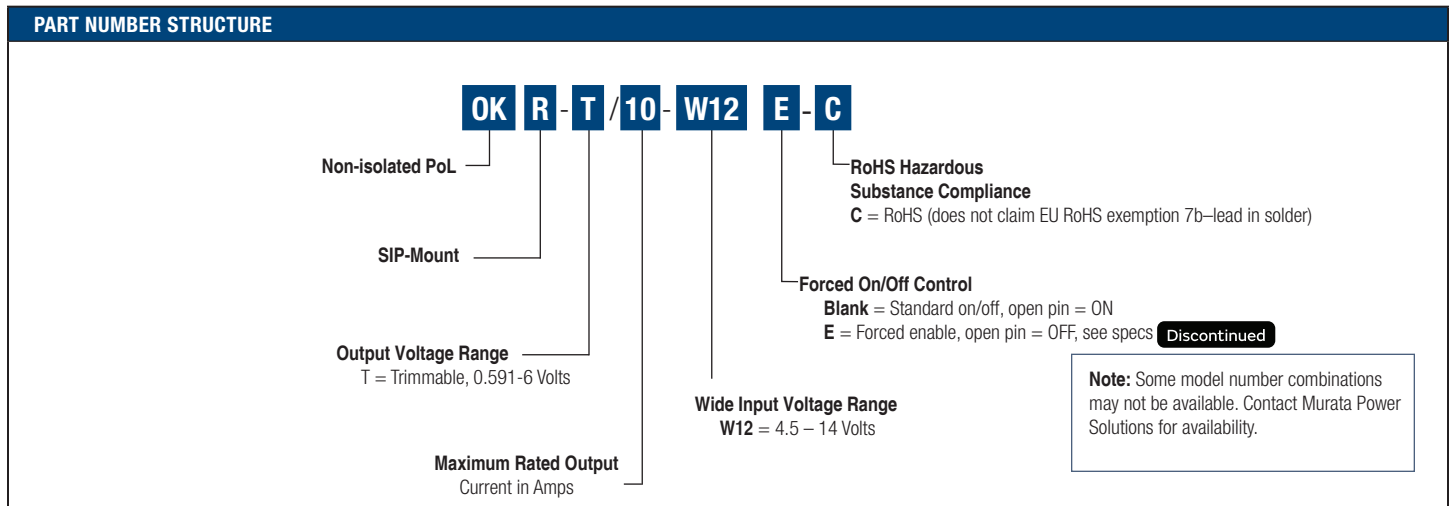 PART NUMBER STRUCTURE
OK R - T / 10 - W12 E - C
Non-isolated PoL
RoHS Hazardous
Substance Compliance
C = RoHS (does not claim EU RoHS exemption 7b–lead in solder)
SIP-Mount
Forced On/Off Control
Blank = Standard on/off, open pin = ON
E = Forced enable, open pin = OFF, see specs Discontinued
Output Voltage Range
T = Trimmable, 0.591-6 Volts
Note: Some model number combinations
may not be available. Contact Murata Power
Solutions for availability.
Wide Input Voltage Range
W12 = 4.5 – 14 Volts
Maximum Rated Output
Current in Amps